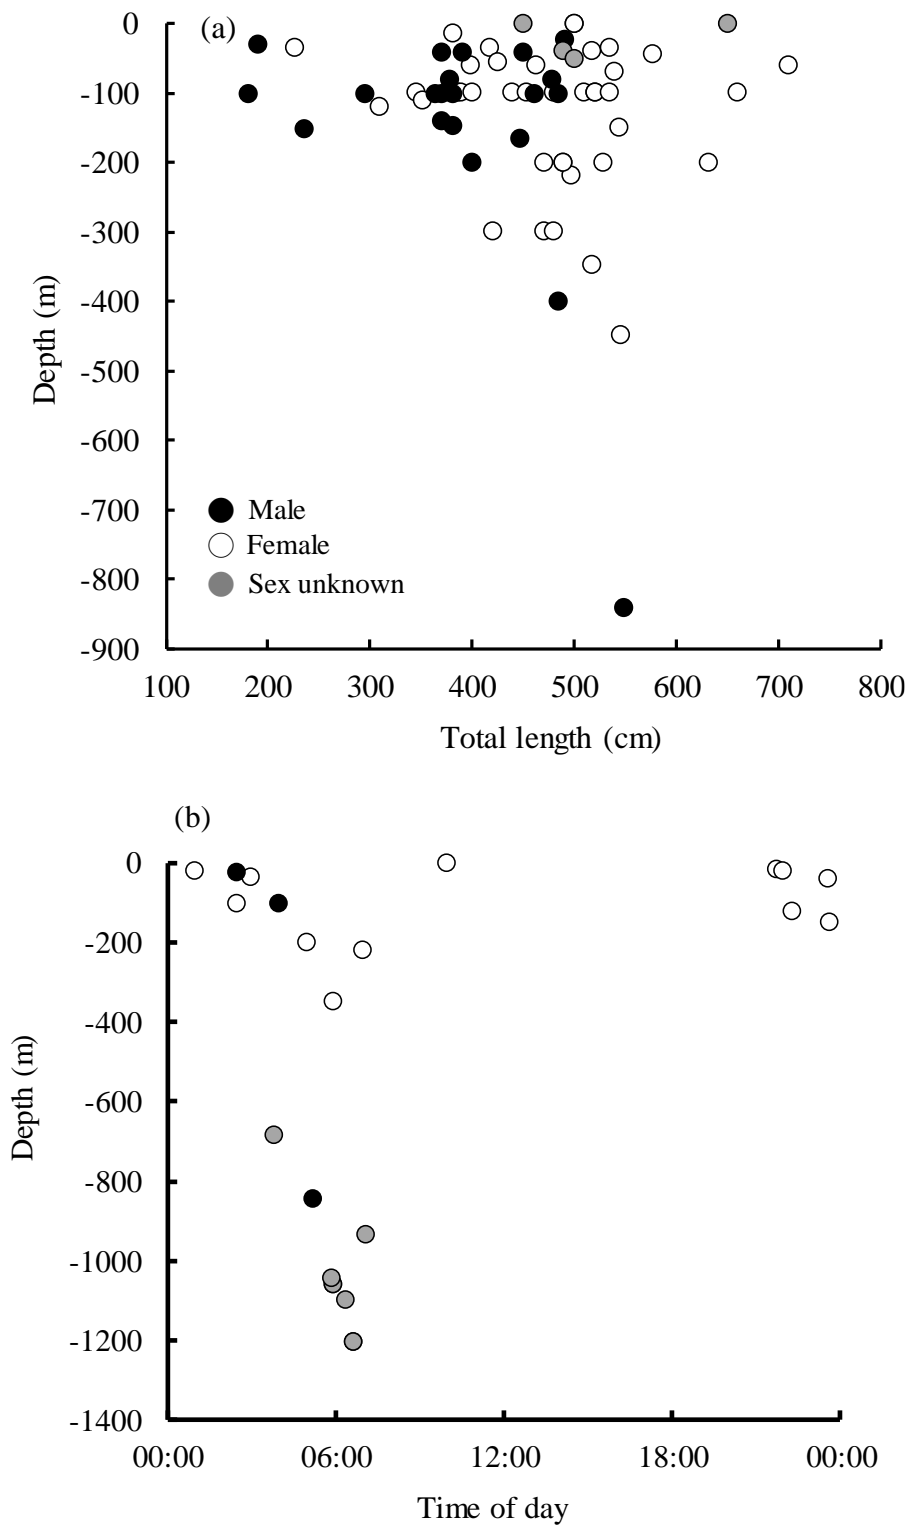 (a)
0
-100
-200
-300
-400
-500
-600
-700
-800
-900
Depth (m)
Male
Female
Sex unknown
100 200 300 400 500 600 700 800
Total length (cm)
(b)
0
-200
-400
-600
-800
-1000
-1200
-1400
Depth (m)
00:00 06:00 12:00 18:00 00:00
Time of day